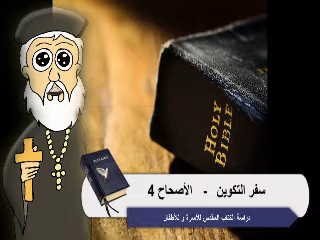 HOLY
BIBLE
سفر التكوين - الأصحاح 4
دراسة الكتاب المقدس للأسرة و للأطفال